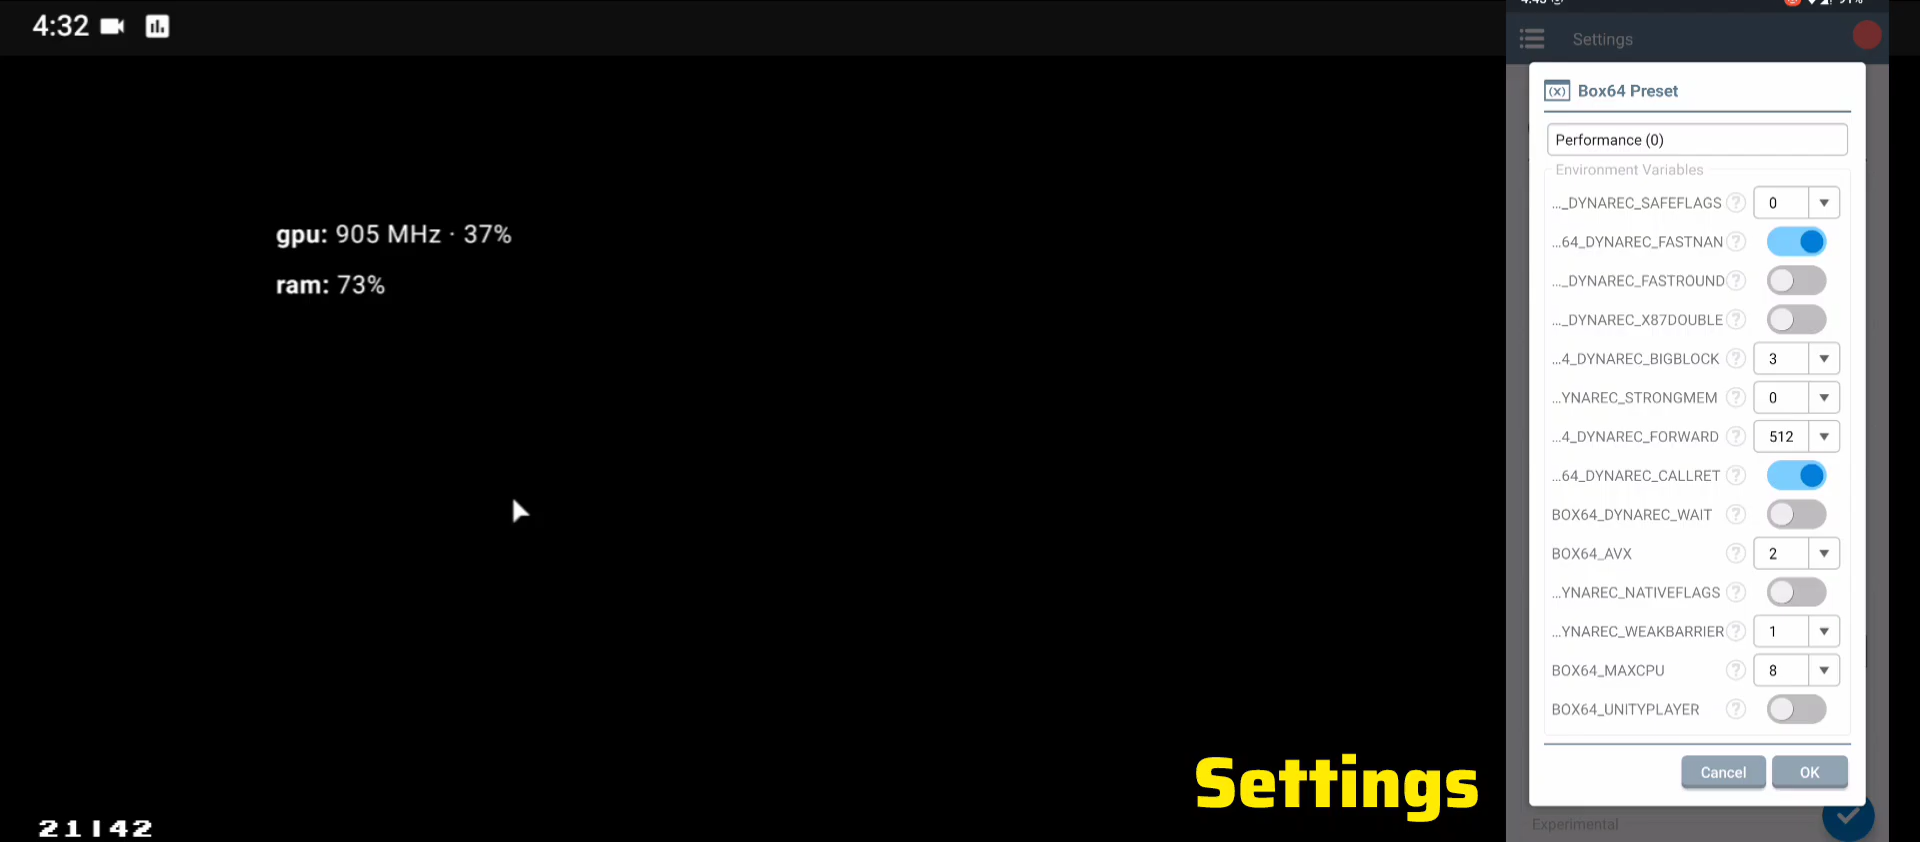 4:32
gpu: 905 MHz · 37%
ram: 73%
21142
Settings
Settings
Box64 Preset
Performance (0)
Environment Variables
..._DYNAREC_SAFEFLAGS ? 0
...64_DYNAREC_FASTNAN ?
..._DYNAREC_FASTROUND ?
..._DYNAREC_X87DOUBLE ?
...4_DYNAREC_BIGBLOCK ? 3
...YNAREC_STRONGMEM ? 0
...4_DYNAREC_FORWARD ? 512
...64_DYNAREC_CALLRET ?
BOX64_DYNAREC_WAIT ?
BOX64_AVX ? 2
...YNAREC_NATIVEFLAGS ?
...YNAREC_WEAKBARRIER ? 1
BOX64_MAXCPU ? 8
BOX64_UNITYPLAYER ?
Cancel OK
Experimental